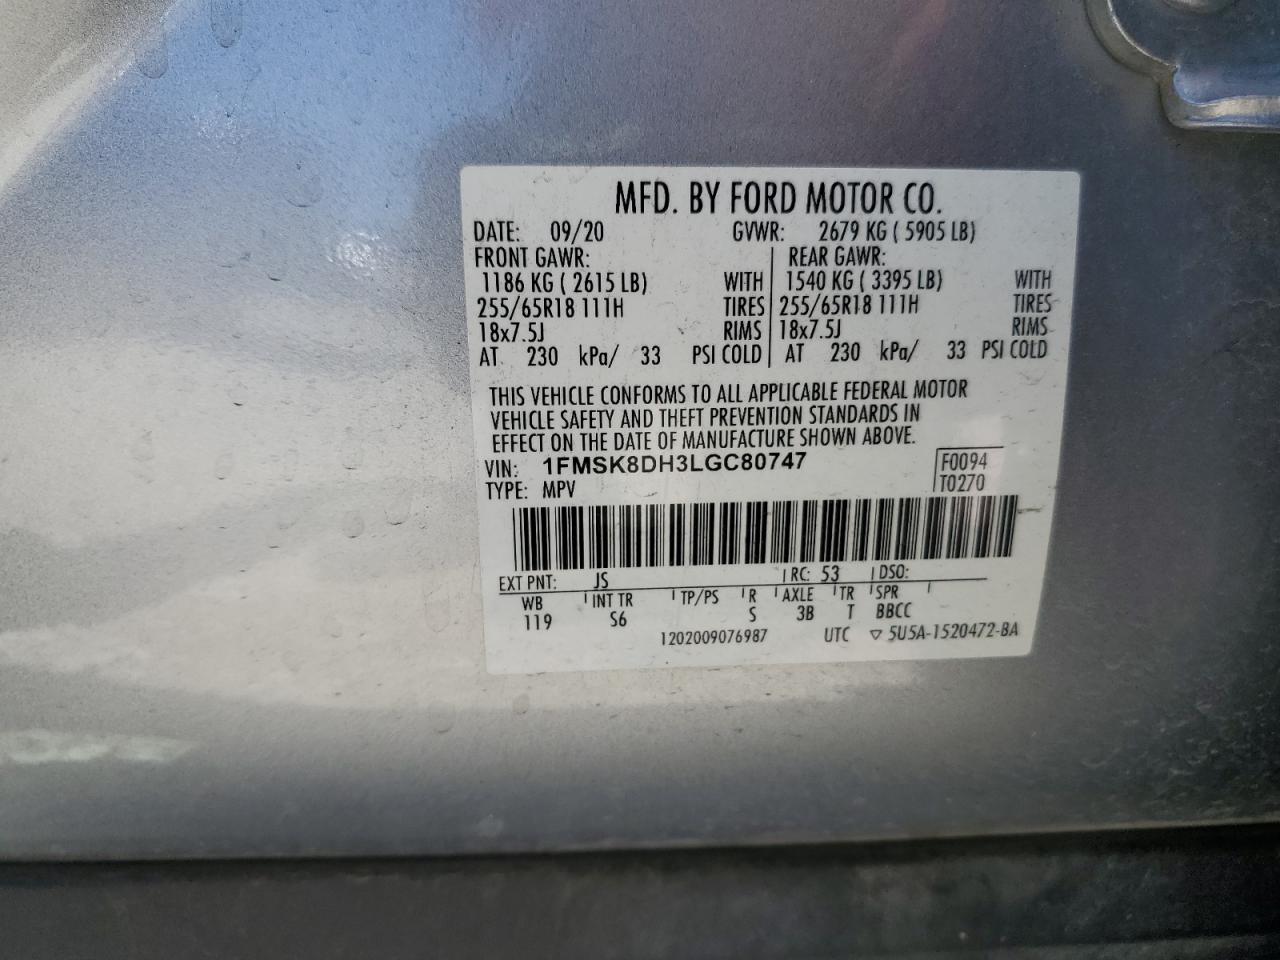 MFD. BY FORD MOTOR CO.
DATE: 09/20 GVWR: 2679 KG ( 5905 LB)
FRONT GAWR: REAR GAWR:
1186 KG ( 2615 LB) WITH 1540 KG ( 3395 LB) WITH
255/65R18 111H TIRES 255/65R18 111H TIRES
18x7.5J RIMS 18x7.5J RIMS
AT 230 kPa/ 33 PSI COLD AT 230 kPa/ 33 PSI COLD
THIS VEHICLE CONFORMS TO ALL APPLICABLE FEDERAL MOTOR
VEHICLE SAFETY AND THEFT PREVENTION STANDARDS IN
EFFECT ON THE DATE OF MANUFACTURE SHOWN ABOVE.
VIN: 1FMSK8DH3LGC80747 F0094
TYPE: MPV T0270
EXT PNT: JS RC: 53 DSO:
WB INT TR TP/PS R AXLE TR SPR
119 S6 S 3B T BBCC
1202009076987 UTC ▽ 5U5A-1520472-BA